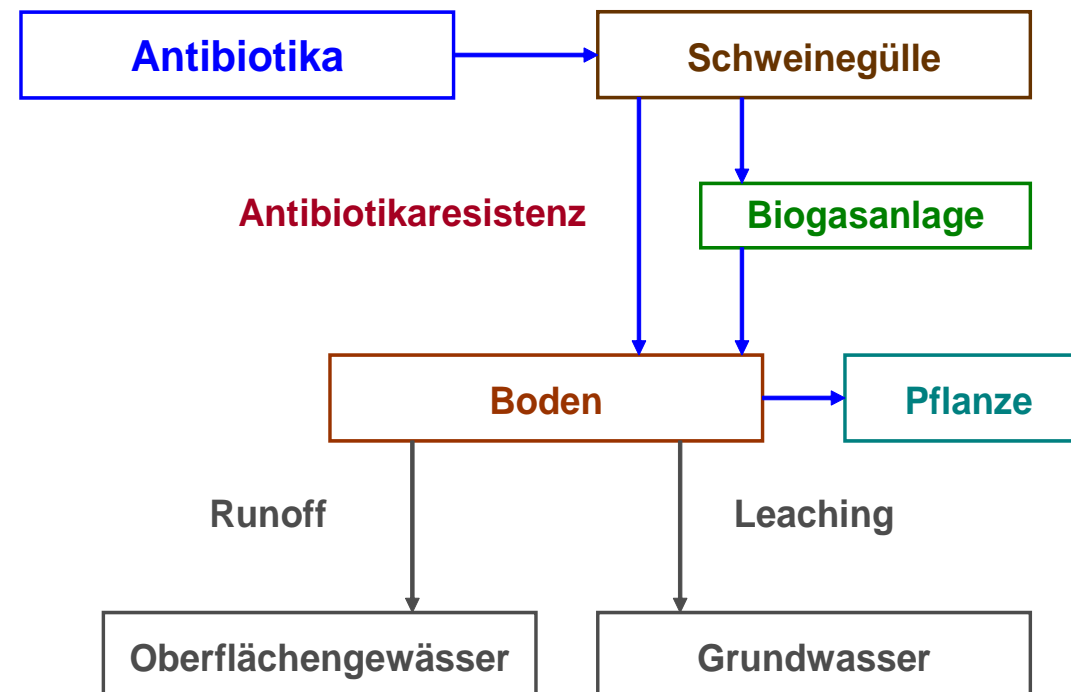 Antibiotika
Schweinegülle
Antibiotikaresistenz
Biogasanlage
Boden
Pflanze
Runoff
Leaching
Oberflächengewässer
Grundwasser